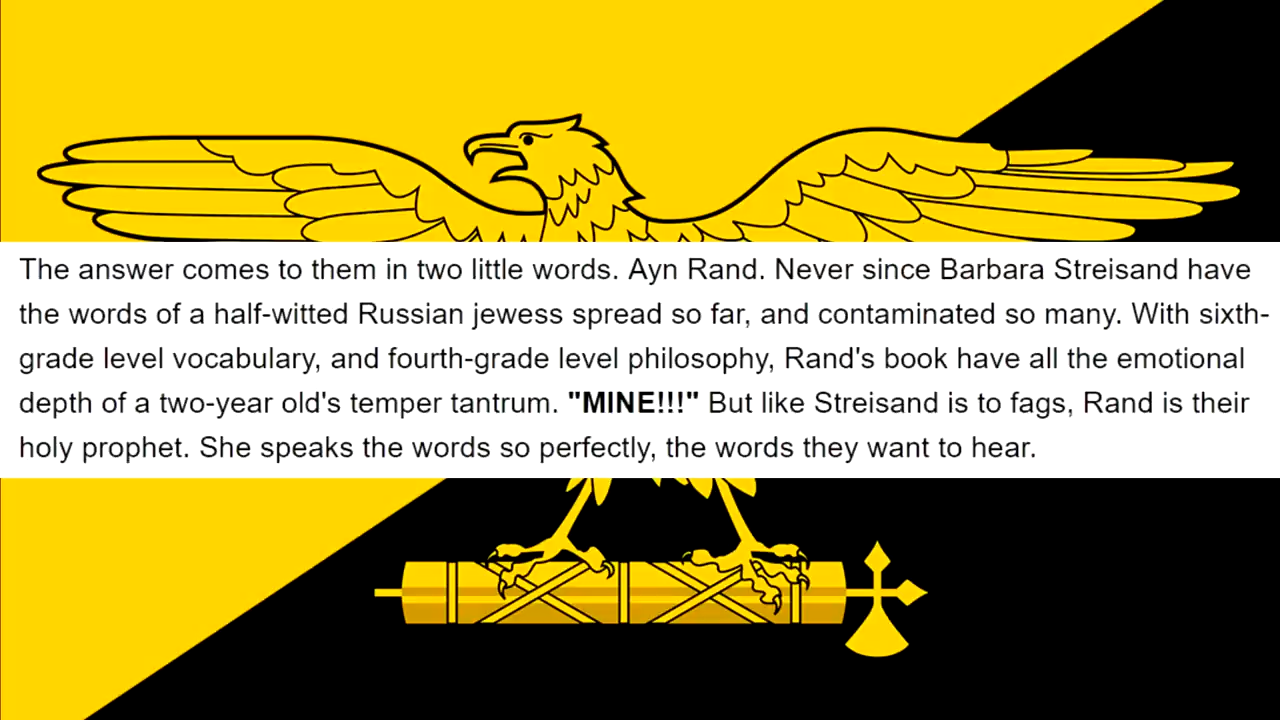 The answer comes to them in two little words. Ayn Rand. Never since Barbara Streisand have
the words of a half-witted Russian jewess spread so far, and contaminated so many. With sixth-
grade level vocabulary, and fourth-grade level philosophy, Rand's book have all the emotional
depth of a two-year old's temper tantrum. "MINE!!!" But like Streisand is to fags, Rand is their
holy prophet. She speaks the words so perfectly, the words they want to hear.